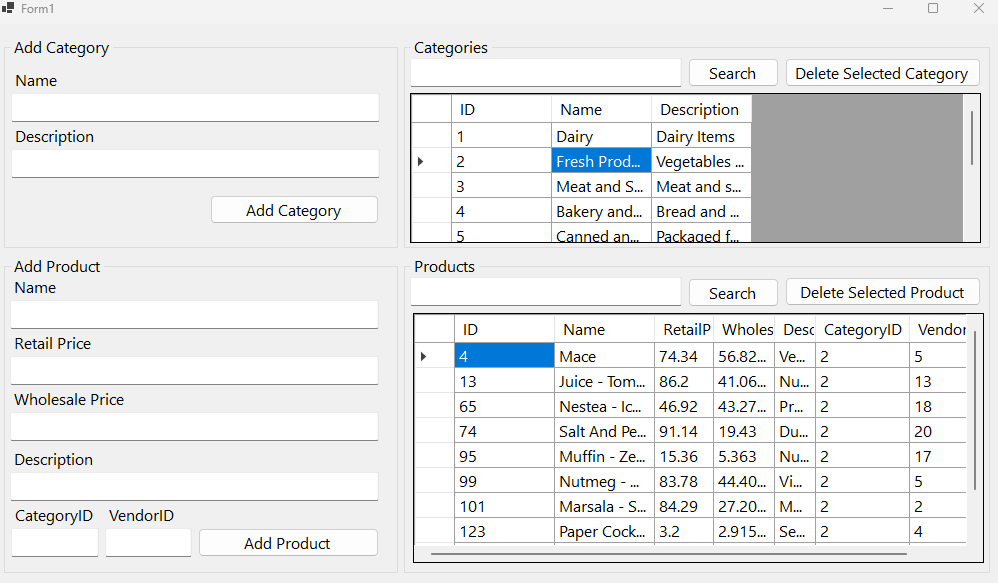 Form1
Add Category
Name
Description
Add Category
Categories
Search Delete Selected Category
ID Name Description
1 Dairy Dairy Items
2 Fresh Prod... Vegetables ...
3 Meat and S... Meat and s...
4 Bakery and... Bread and ...
5 Canned an... Packaged f...
Add Product
Name
Retail Price
Wholesale Price
Description
CategoryID VendorID
Add Product
Products
Search Delete Selected Product
ID Name RetailP Wholes Desc CategoryID Vendor
4 Mace 74.34 56.82... Ve... 2 5
13 Juice - Tom... 86.2 41.06... Nu... 2 13
65 Nestea - Ic... 46.92 43.27... Pr... 2 18
74 Salt And Pe... 91.14 19.43 Du... 2 20
95 Muffin - Ze... 15.36 5.363 Nu... 2 17
99 Nutmeg - ... 83.78 44.40... Vi... 2 5
101 Marsala - S... 84.29 27.20... M... 2 2
123 Paper Cock... 3.2 2.915... Se... 2 4